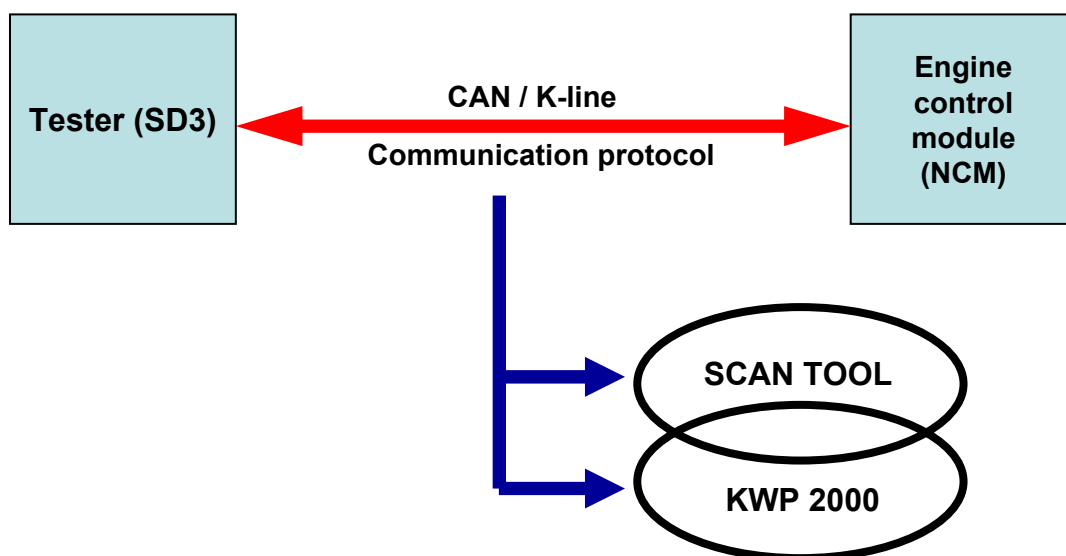 Tester (SD3)
CAN / K-line
Communication protocol
Engine
control
module
(NCM)
SCAN TOOL
KWP 2000